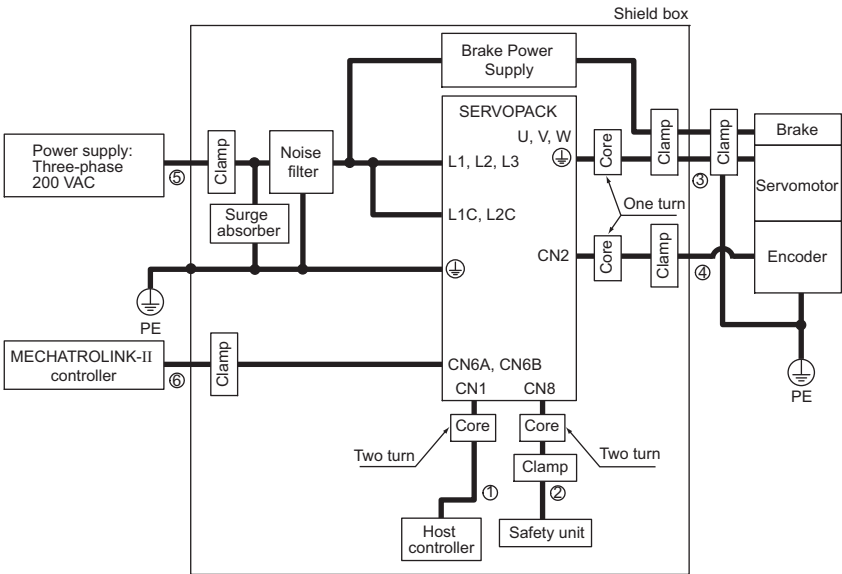 Shield box
Brake Power
Supply
SERVOPACK
U, V, W
Core
Clamp
Clamp
Brake
Servomotor
Encoder
Power supply:
Three-phase
200 VAC
⑤
Clamp
Noise
filter
L1, L2, L3
③
One turn
Surge
absorber
L1C, L2C
CN2
Core
Clamp
④
PE
MECHATROLINK-II
controller
⑥
Clamp
CN6A, CN6B
CN1
CN8
PE
Core
Core
Two turn
Two turn
Clamp
①
②
Host
controller
Safety unit